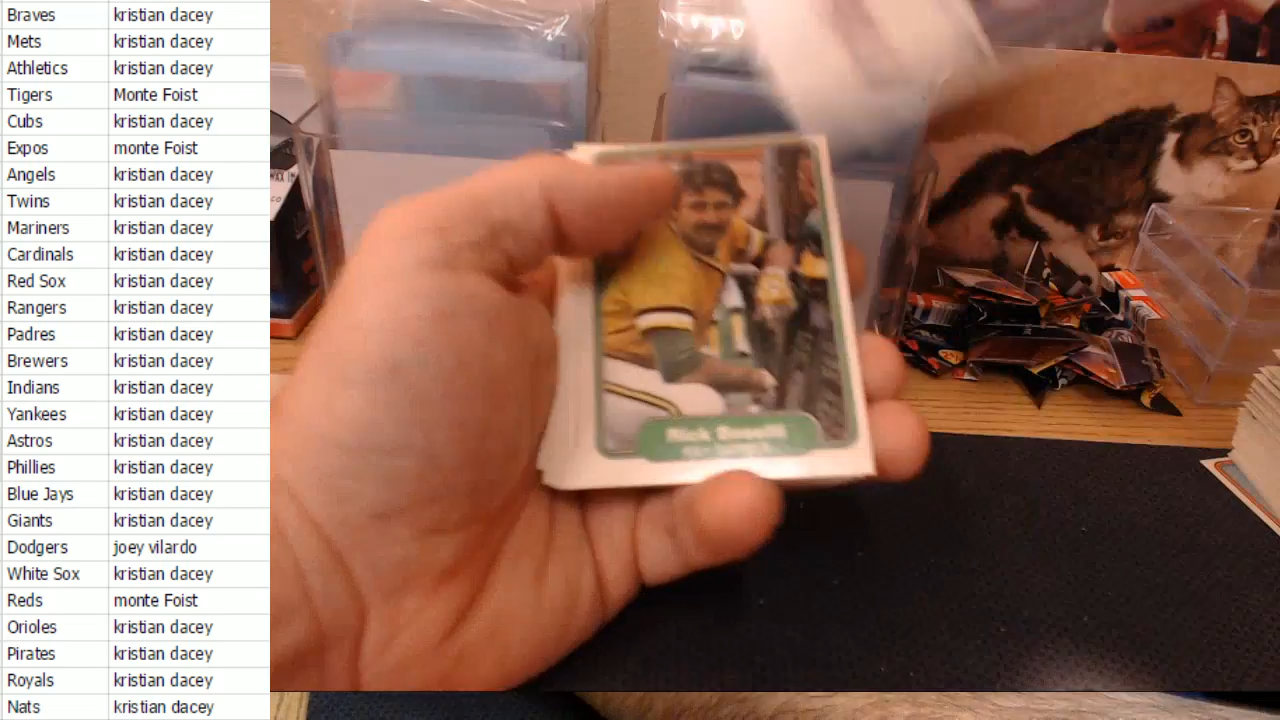 Braves kristian dacey
Mets kristian dacey
Athletics kristian dacey
Tigers Monte Foist
Cubs kristian dacey
Expos monte Foist
Angels kristian dacey
Twins kristian dacey
Mariners kristian dacey
Cardinals kristian dacey
Red Sox kristian dacey
Rangers kristian dacey
Padres kristian dacey
Brewers kristian dacey
Indians kristian dacey
Yankees kristian dacey
Astros kristian dacey
Phillies kristian dacey
Blue Jays kristian dacey
Giants kristian dacey
Dodgers joey vilardo
White Sox kristian dacey
Reds monte Foist
Orioles kristian dacey
Pirates kristian dacey
Royals kristian dacey
Nats kristian dacey